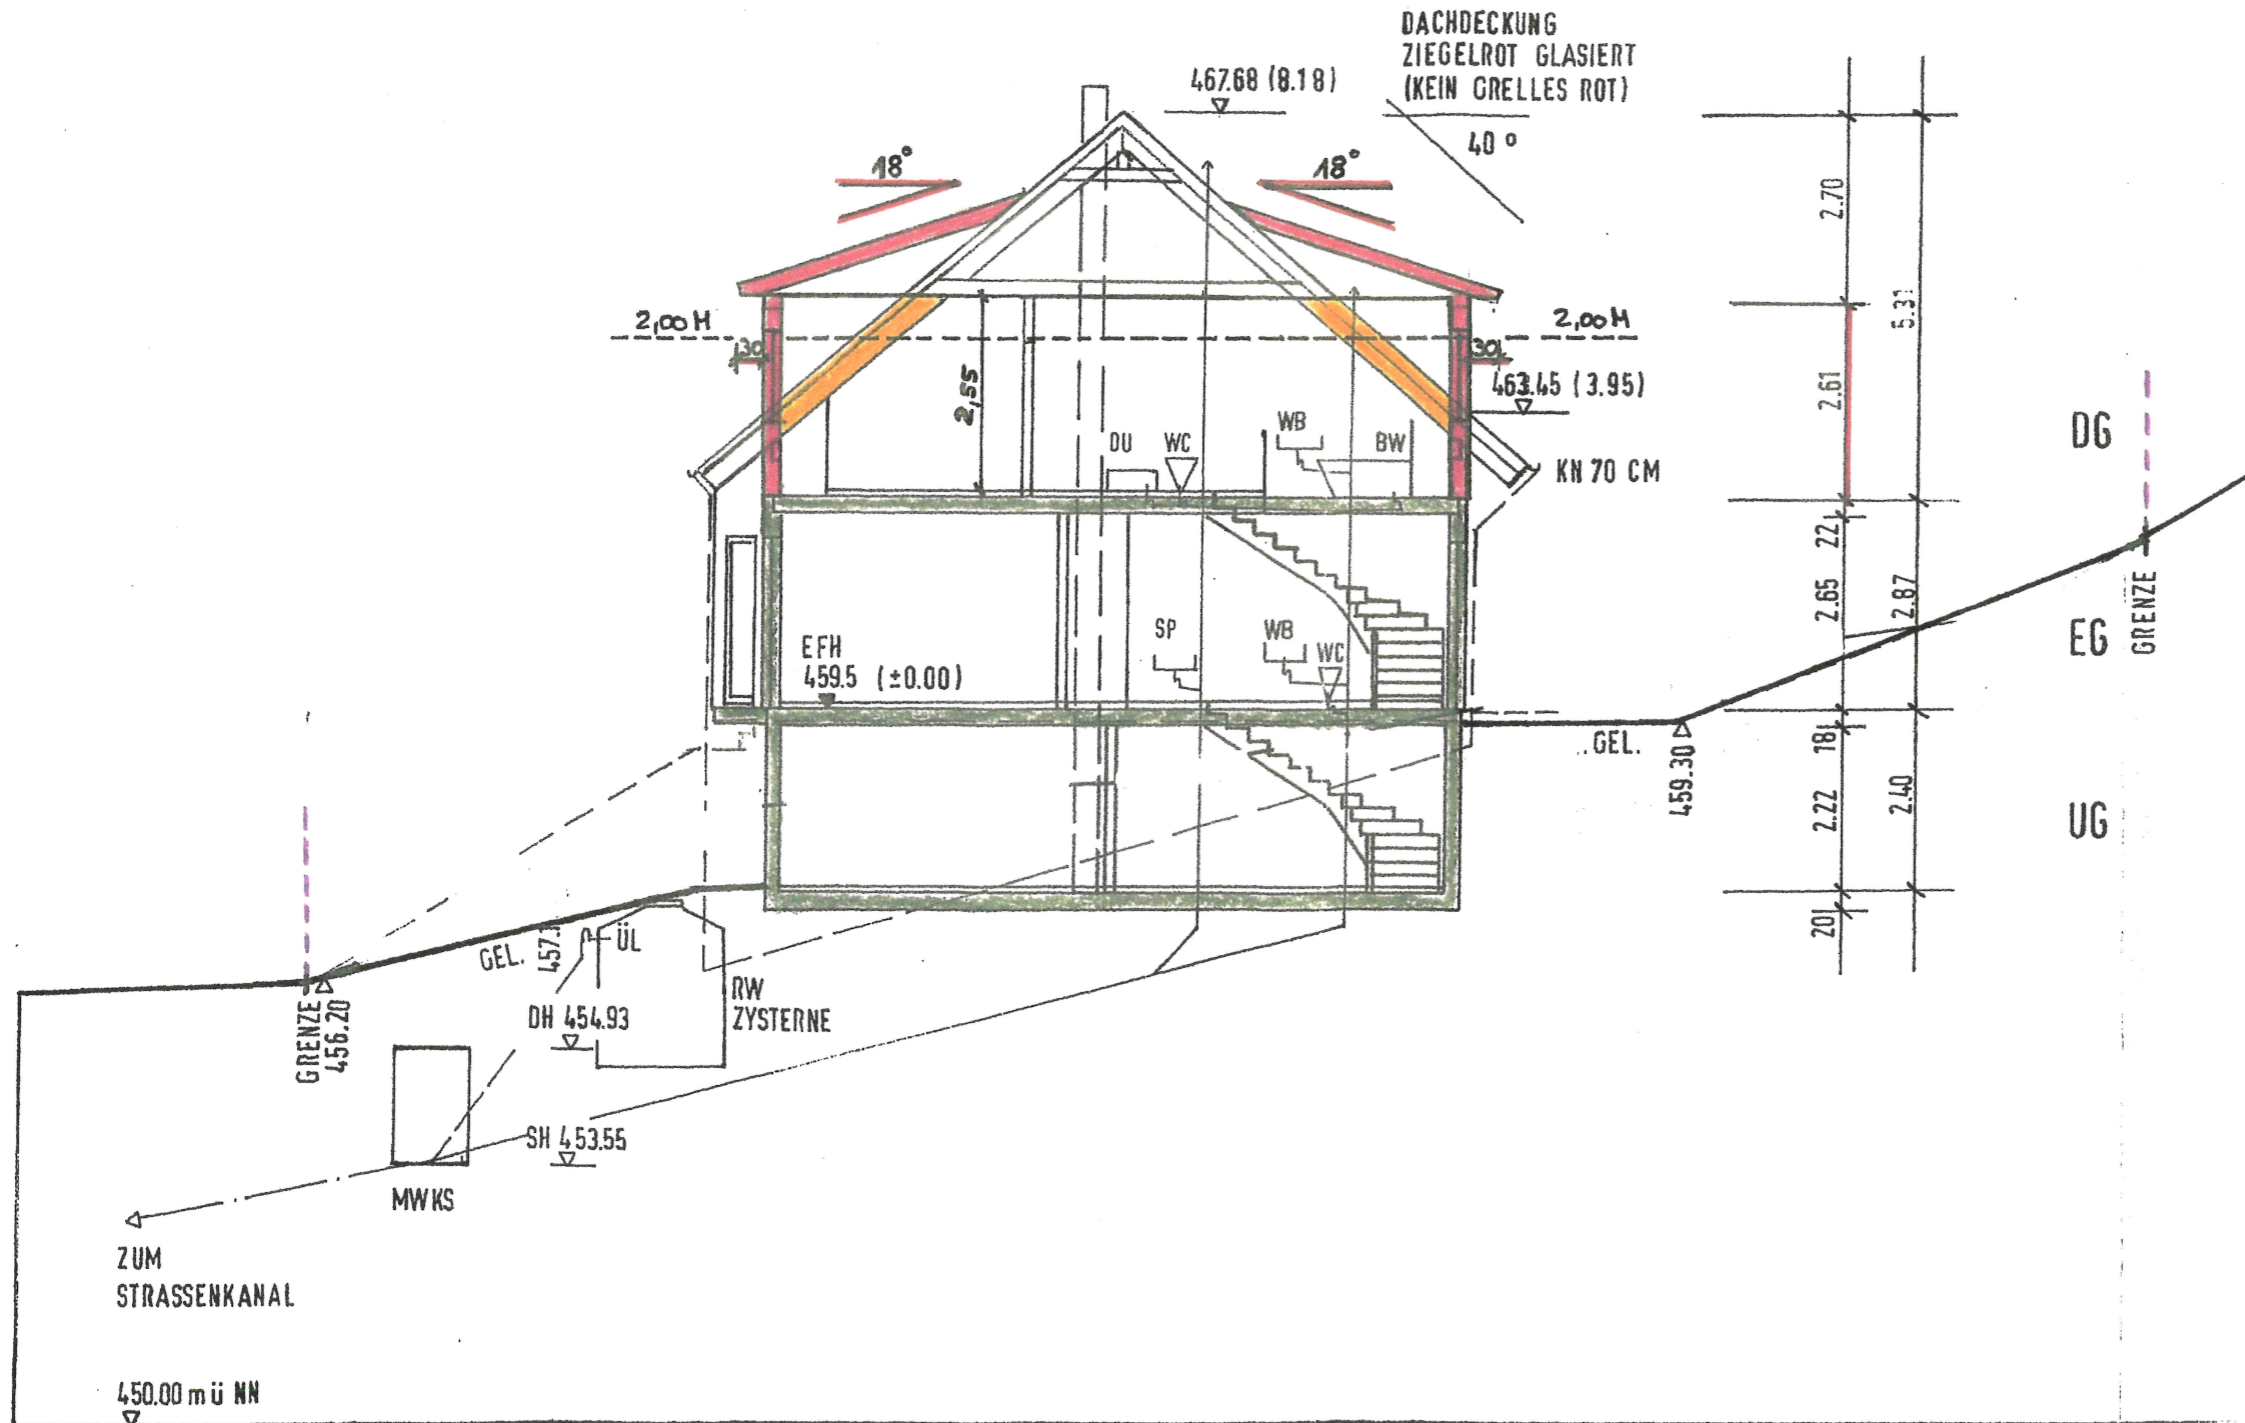 DACHDECKUNG
ZIEGELROT GLASIERT
(KEIN GRELLES ROT)
467.68 (8.18)
40°
18°
18°
2,00 M
2,00 M
30
30
463.45 (3.95)
2,55
DU
WC
WB
BW
KN 70 CM
EFH
459.5 (±0.00)
SP
WB
WC
GEL.
459.30
2.70
5.31
2.61
22
2.65
2.87
18
2.22
2.40
20
DG
EG
UG
GRENZE
GEL.
ÜL
RW
ZYSTERNE
GRENZE
456.20
DH 454.93
SH 453.55
MWKS
ZUM
STRASSENKANAL
450.00 m ü NN